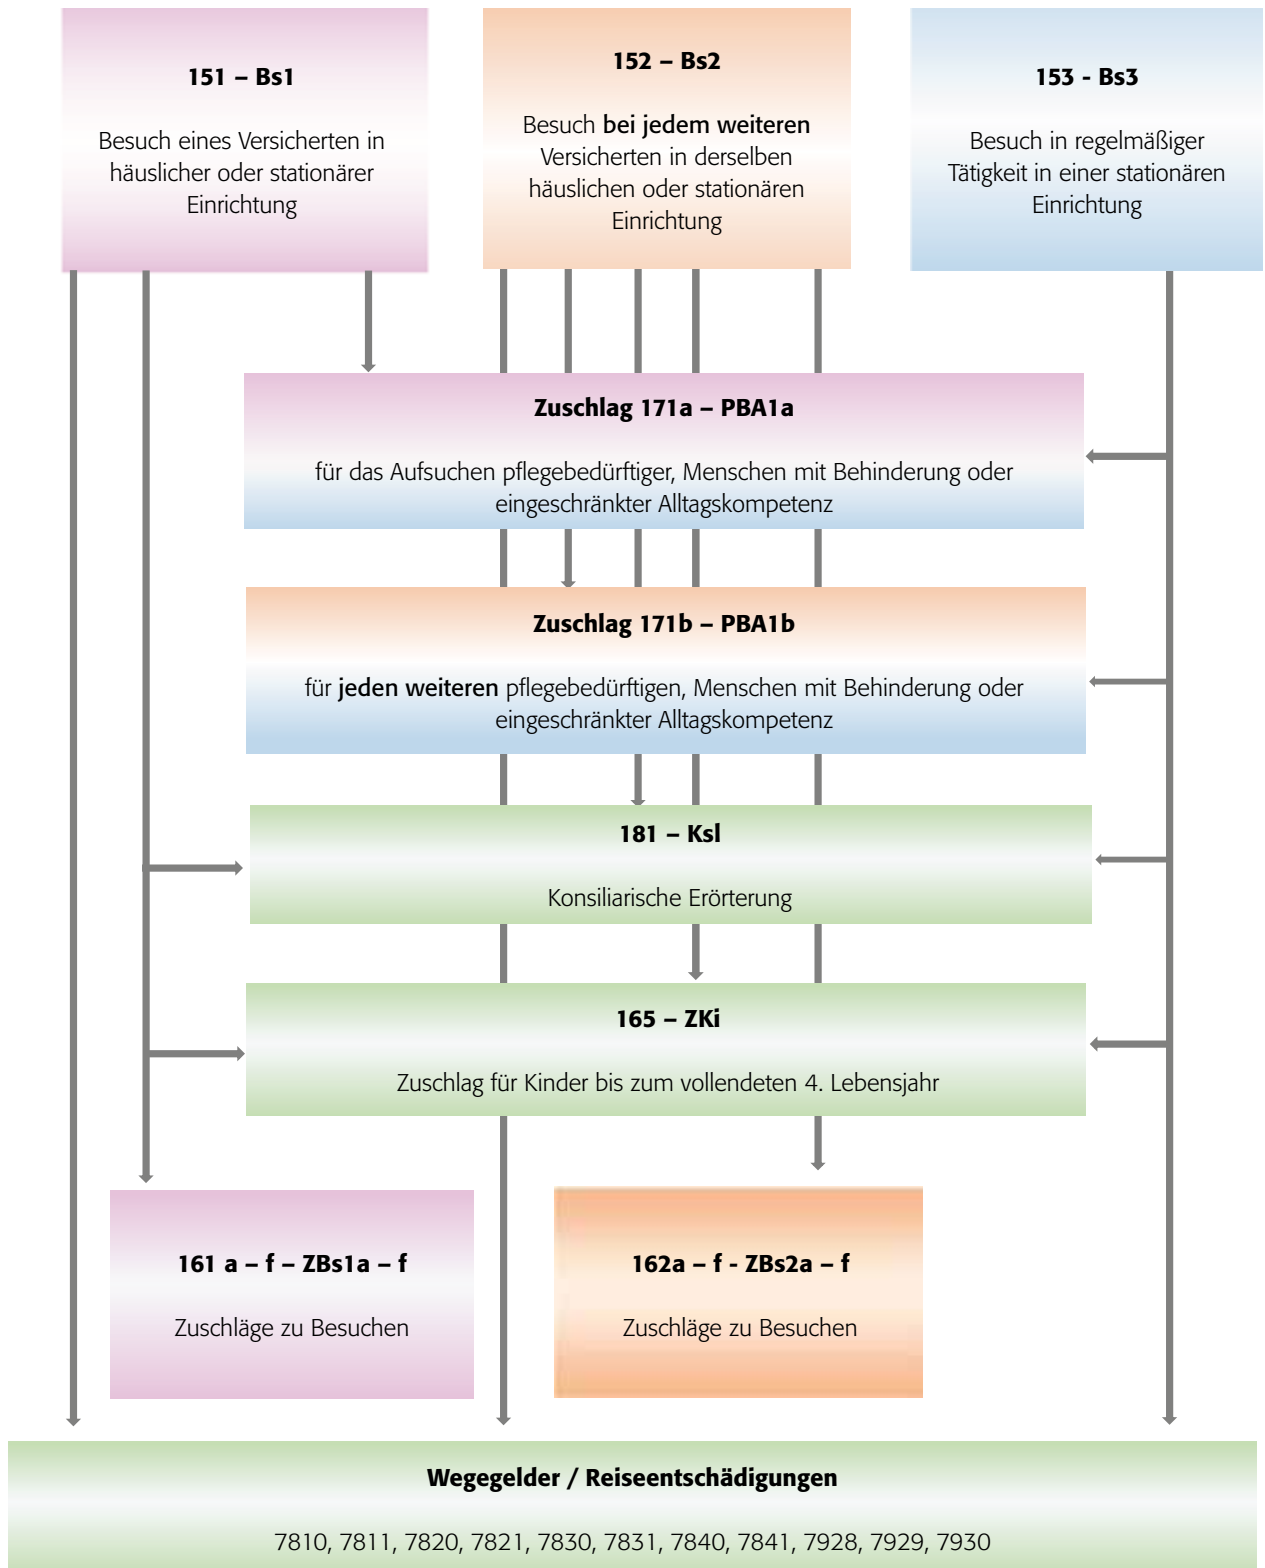 151 – Bs1
Besuch eines Versicherten in
häuslicher oder stationärer
Einrichtung
152 – Bs2
Besuch bei jedem weiteren
Versicherten in derselben
häuslichen oder stationären
Einrichtung
153 - Bs3
Besuch in regelmäßiger
Tätigkeit in einer stationären
Einrichtung
Zuschlag 171a – PBA1a
für das Aufsuchen pflegebedürftiger, Menschen mit Behinderung oder
eingeschränkter Alltagskompetenz
Zuschlag 171b – PBA1b
für jeden weiteren pflegebedürftigen, Menschen mit Behinderung oder
eingeschränkter Alltagskompetenz
181 – Ksl
Konsiliarische Erörterung
165 – ZKi
Zuschlag für Kinder bis zum vollendeten 4. Lebensjahr
161 a – f – ZBs1a – f
Zuschläge zu Besuchen
162a – f - ZBs2a – f
Zuschläge zu Besuchen
Wegegelder / Reiseentschädigungen
7810, 7811, 7820, 7821, 7830, 7831, 7840, 7841, 7928, 7929, 7930